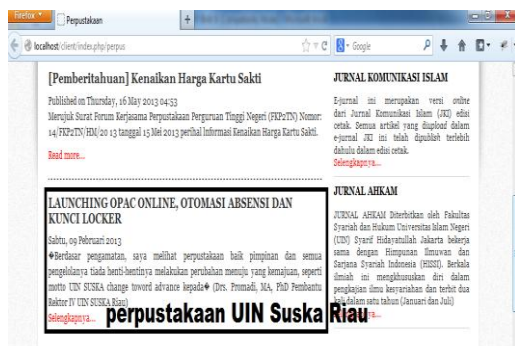 Firefox
Perpustakaan
localhost/client/index.php/perpus
Google
[Pemberitahuan] Kenaikan Harga Kartu Sakti
Published on Thursday, 16 May 2013 04:53
Merujuk Surat Forum Kerjasama Perpustakaan Perguruan Tinggi Negeri (FKP2TN) Nomor:
14/FKP2TN/HM/20 13 tanggal 15 Mei 2013 perihal Informasi Kenaikan Harga Kartu Sakti.
Read more...
LAUNCHING OPAC ONLINE, OTOMASI ABSENSI DAN
KUNCI LOCKER
Sabtu, 09 Pebruari 2013
�Berdasar pengamatan, saya melihat perpustakaan baik pimpinan dan semua
pengelolanya tiada henti-hentinya melakukan perubahan menuju yang kemajuan, seperti
motto UIN SUSKA change toword advance kepada� (Drs. Promadi, MA, PhD Pembantu
Rektor IV UIN SUSKA Riau)
Selengkapnya...
perpustakaan UIN Suska Riau
JURNAL KOMUNIKASI ISLAM
E-jurnal ini merupakan versi online
dari Jurnal Komunikasi Islam (JKI) edisi
cetak. Semua artikel yang diupload dalam
e-jurnal JKI ini telah dipublish terlebih
dahulu dalam edisi cetak.
Selengkapnya...
JURNAL AHKAM
JURNAL AHKAM Diterbitkan oleh Fakultas
Syariah dan Hukum Universitas Islam Negeri
(UIN) Syarif Hidayatullah Jakarta bekerja
sama dengan Himpunan Ilmuwan dan
Sarjana Syariah Indonesia (HISSI). Berkala
ilmiah ini mengkhususkan diri dalam
pengkajian ilmu kesyariahan dan terbit dua
kali dalam satu tahun (Januari dan Juli)
Selengkapnya...